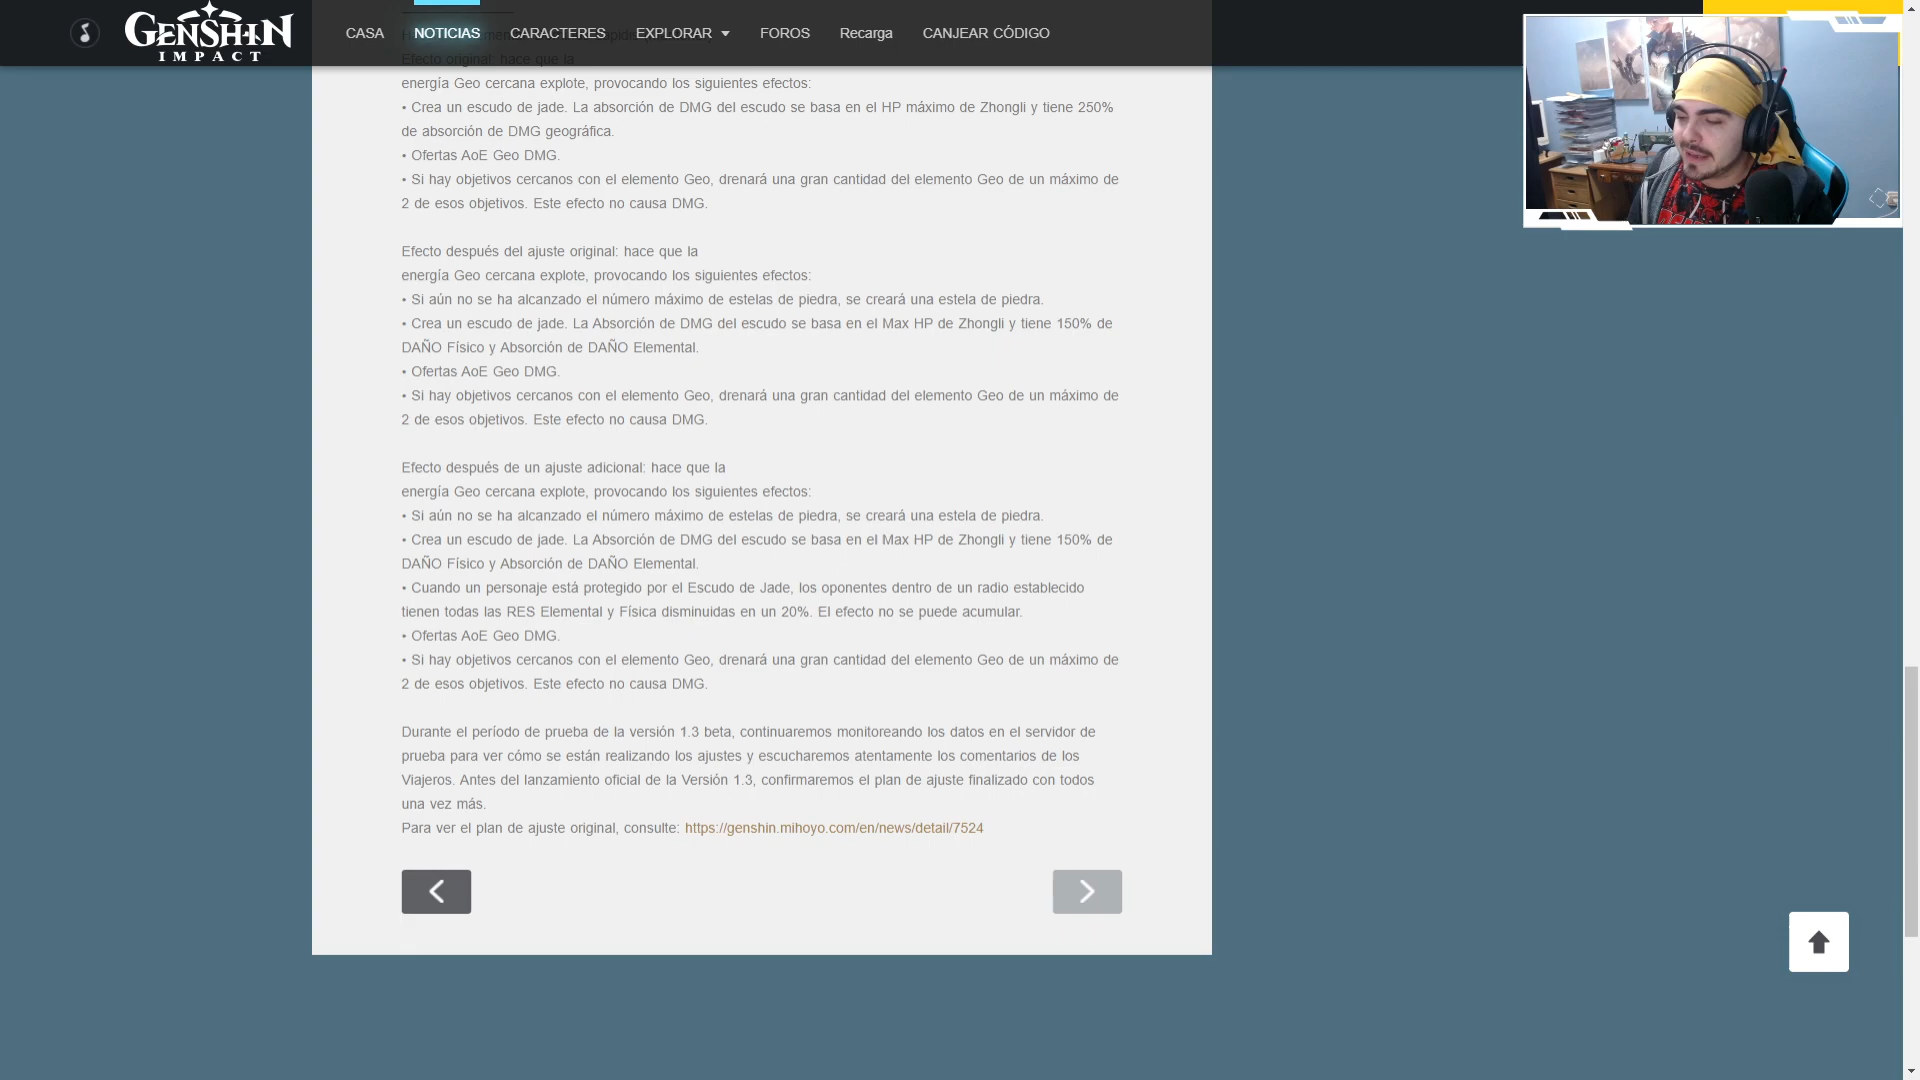 GENSHIN
IMPACT
CASA
NOTICIAS
CARACTERES
EXPLORAR
FOROS
Recarga
CANJEAR CÓDIGO
Efecto original: hace que la
energía Geo cercana explote, provocando los siguientes efectos:
• Crea un escudo de jade. La absorción de DMG del escudo se basa en el HP máximo de Zhongli y tiene 250%
de absorción de DMG geográfica.
• Ofertas AoE Geo DMG.
• Si hay objetivos cercanos con el elemento Geo, drenará una gran cantidad del elemento Geo de un máximo de
2 de esos objetivos. Este efecto no causa DMG.
Efecto después del ajuste original: hace que la
energía Geo cercana explote, provocando los siguientes efectos:
• Si aún no se ha alcanzado el número máximo de estelas de piedra, se creará una estela de piedra.
• Crea un escudo de jade. La Absorción de DMG del escudo se basa en el Max HP de Zhongli y tiene 150% de
DAÑO Físico y Absorción de DAÑO Elemental.
• Ofertas AoE Geo DMG.
• Si hay objetivos cercanos con el elemento Geo, drenará una gran cantidad del elemento Geo de un máximo de
2 de esos objetivos. Este efecto no causa DMG.
Efecto después de un ajuste adicional: hace que la
energía Geo cercana explote, provocando los siguientes efectos:
• Si aún no se ha alcanzado el número máximo de estelas de piedra, se creará una estela de piedra.
• Crea un escudo de jade. La Absorción de DMG del escudo se basa en el Max HP de Zhongli y tiene 150% de
DAÑO Físico y Absorción de DAÑO Elemental.
• Cuando un personaje está protegido por el Escudo de Jade, los oponentes dentro de un radio establecido
tienen todas las RES Elemental y Física disminuidas en un 20%. El efecto no se puede acumular.
• Ofertas AoE Geo DMG.
• Si hay objetivos cercanos con el elemento Geo, drenará una gran cantidad del elemento Geo de un máximo de
2 de esos objetivos. Este efecto no causa DMG.
Durante el período de prueba de la versión 1.3 beta, continuaremos monitoreando los datos en el servidor de
prueba para ver cómo se están realizando los ajustes y escucharemos atentamente los comentarios de los
Viajeros. Antes del lanzamiento oficial de la Versión 1.3, confirmaremos el plan de ajuste finalizado con todos
una vez más.
Para ver el plan de ajuste original, consulte: https://genshin.mihoyo.com/en/news/detail/7524